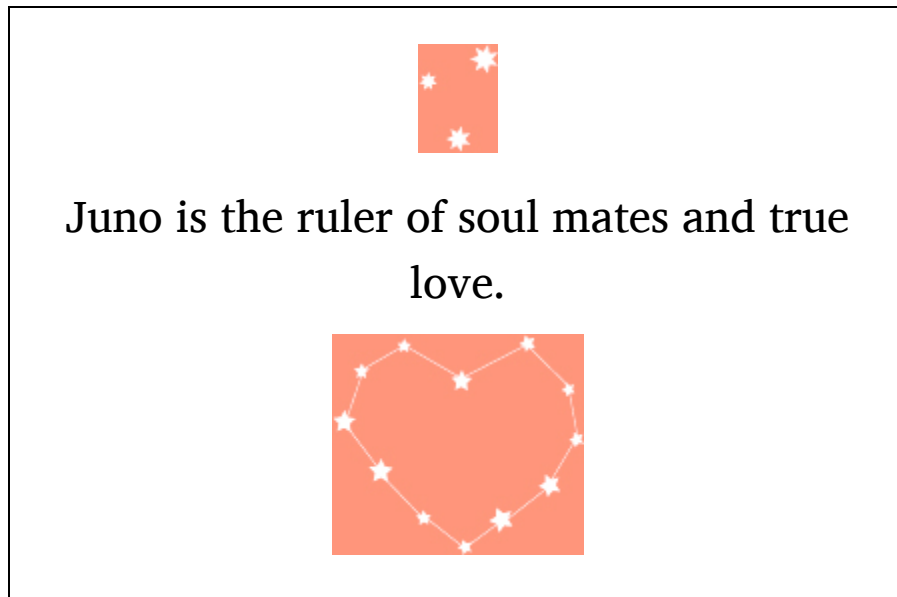 Juno is the ruler of soul mates and true
love.